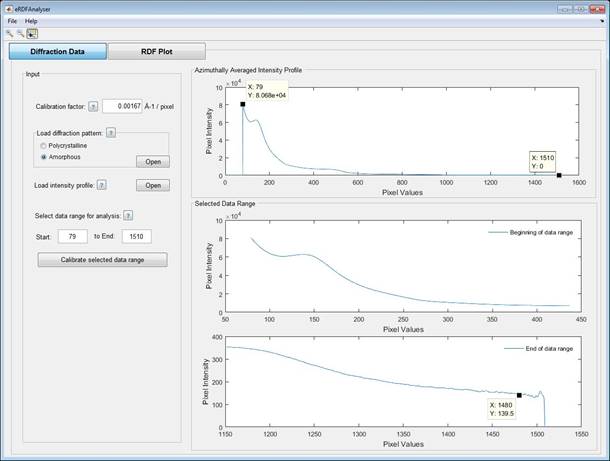 eRDFAnalyser
File Help
Diffraction Data RDF Plot
Input
Calibration factor: ? 0.00167 Å-1 / pixel
Load diffraction pattern: ?
Polycrystalline
Amorphous
Open
Load intensity profile: ? Open
Select data range for analysis: ?
Start: 79 to End: 1510
Calibrate selected data range
Azimuthally Averaged Intensity Profile
× 10^4
10
8
6
4
2
0
Pixel Intensity
X: 79
Y: 8.068e+04
X: 1510
Y: 0
0 200 400 600 800 1000 1200 1400 1600
Pixel Values
Selected Data Range
× 10^4
10
8
6
4
2
0
Pixel Intensity
Beginning of data range
50 100 150 200 250 300 350 400 450
Pixel Values
400
300
200
100
0
Pixel Intensity
End of data range
X: 1480
Y: 139.5
1150 1200 1250 1300 1350 1400 1450 1500 1550
Pixel Values